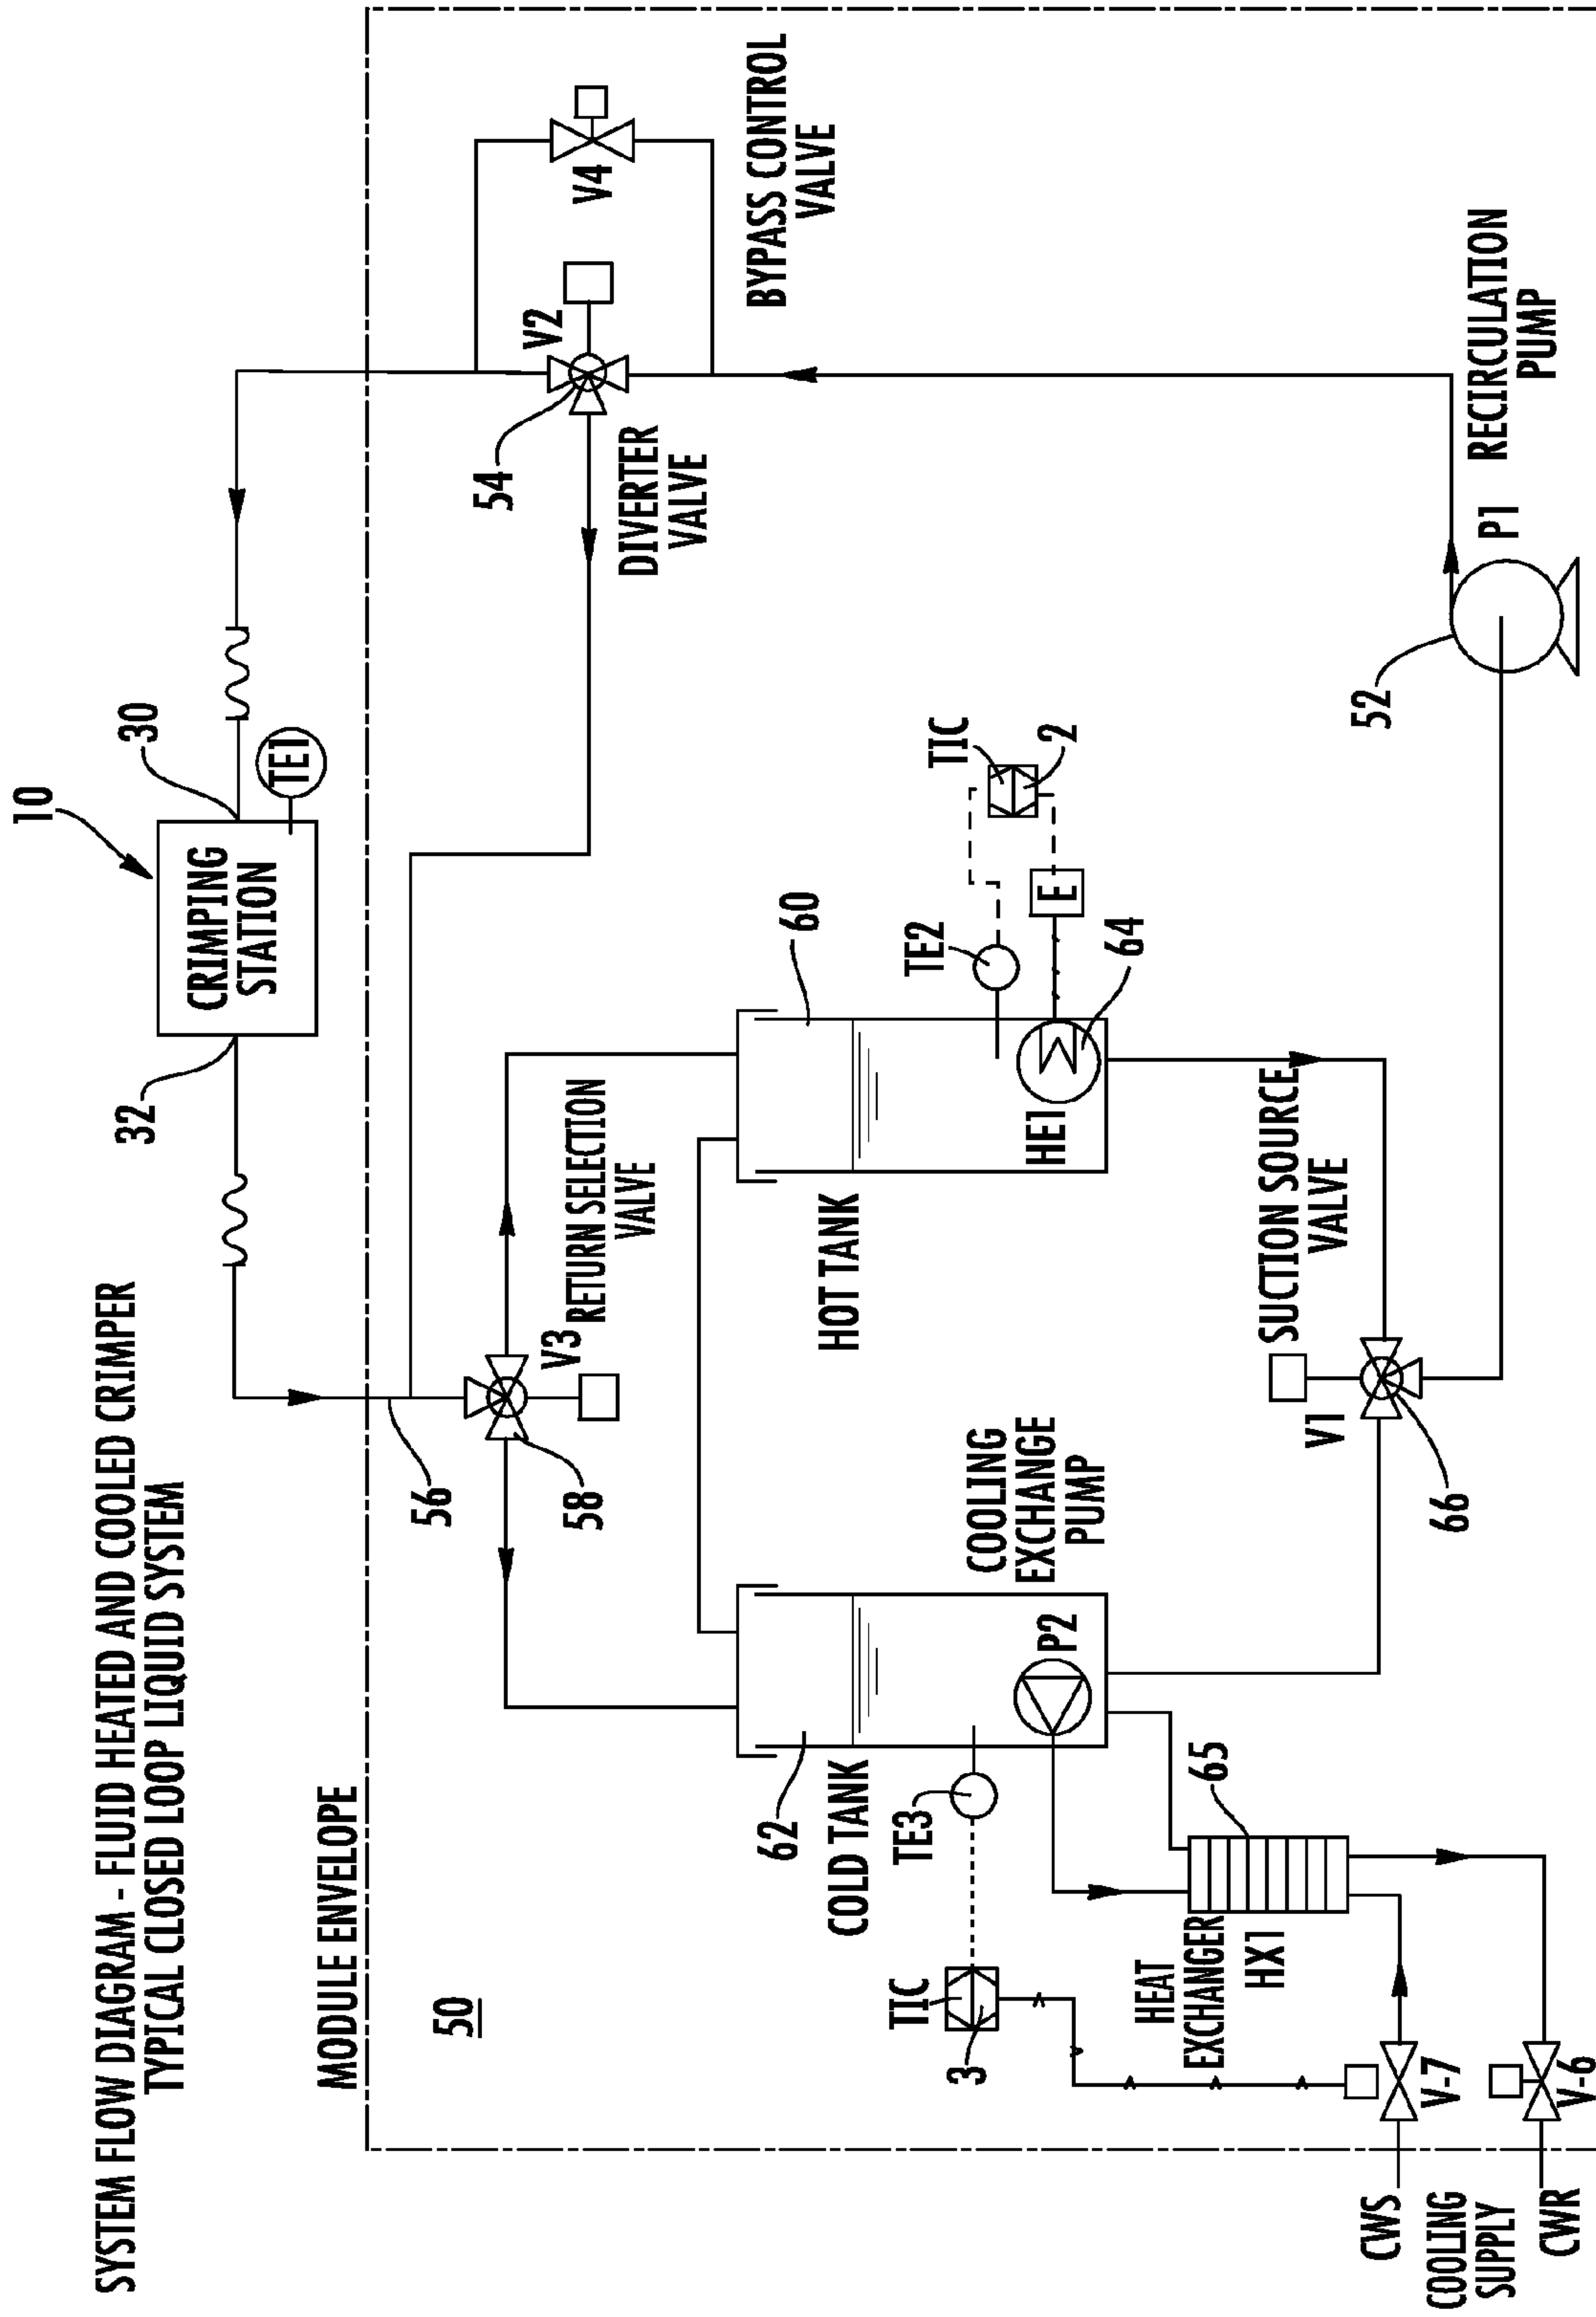 SYSTEM FLOW DIAGRAM - FLUID HEATED AND COOLED CRIMPER
TYPICAL CLOSED LOOP LIQUID SYSTEM
10
CRIMPING
STATION
30
32
TE1
MODULE ENVELOPE
50
56
58
V3
RETURN SELECTION
VALVE
54
V2
DIVERTER
VALVE
V4
BYPASS CONTROL
VALVE
62
COLD TANK
TE3
TIC
3
P2
COOLING
EXCHANGE
PUMP
60
HOT TANK
TE2
TIC
2
E
HE1
64
HEAT
EXCHANGER
HX1
65
SUCTION SOURCE
VALVE
V1
66
52
P1
RECIRCULATION
PUMP
CWS
COOLING
SUPPLY
CWR
V-7
V-6